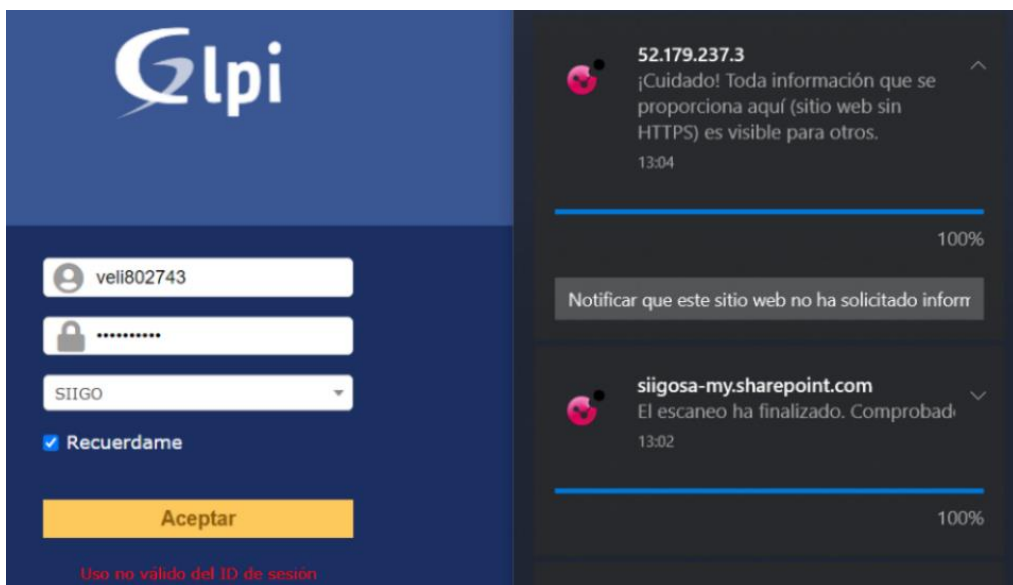 Glpi
veli802743
••••••••••
SIIGO
Recuerdame
Aceptar
Uso no válido del ID de sesión
52.179.237.3
¡Cuidado! Toda información que se
proporciona aquí (sitio web sin
HTTPS) es visible para otros.
13:04
100%
Notificar que este sitio web no ha solicitado inform
siigosa-my.sharepoint.com
El escaneo ha finalizado. Comprobad
13:02
100%